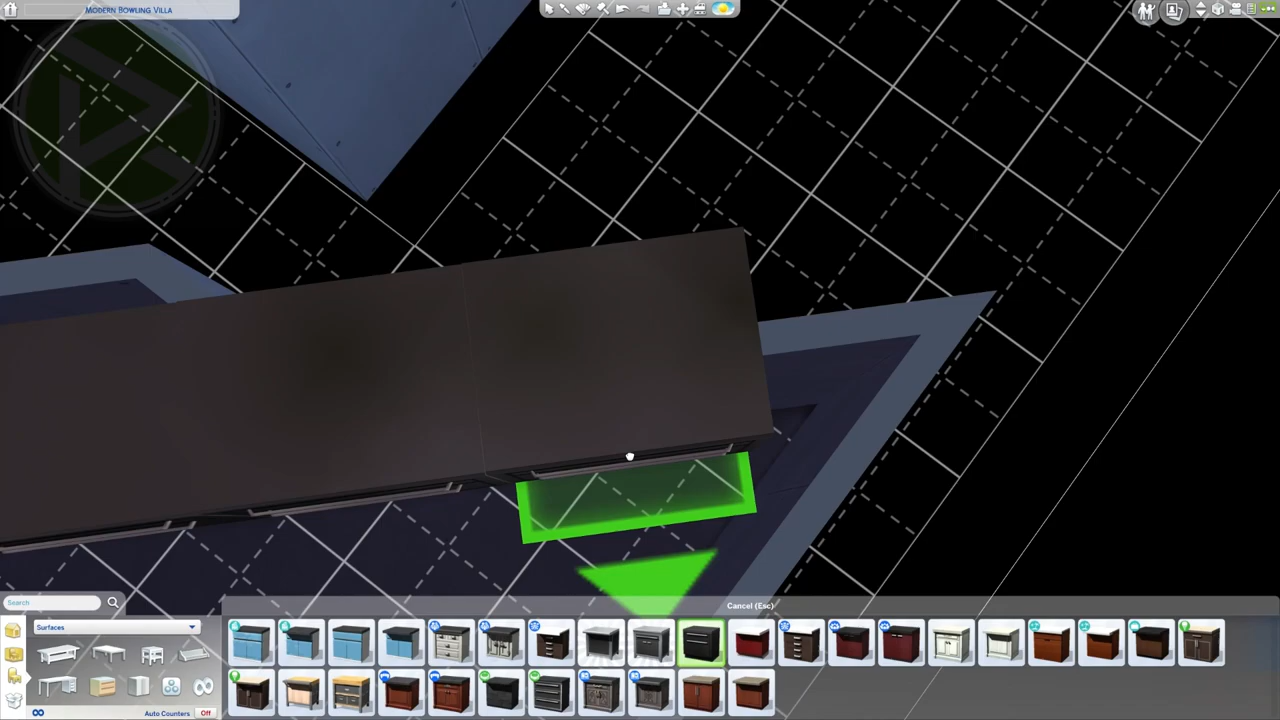 MODERN BOWLING VILLA
Cancel (Esc)
Search
Surfaces
Auto Counters Off